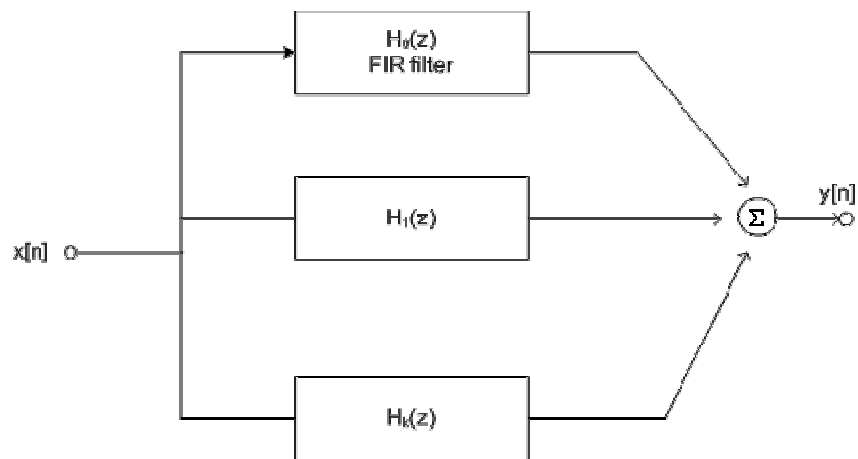 H₀(z)
FIR filter
H₁(z)
x[n]
Σ
y[n]
Hₖ(z)